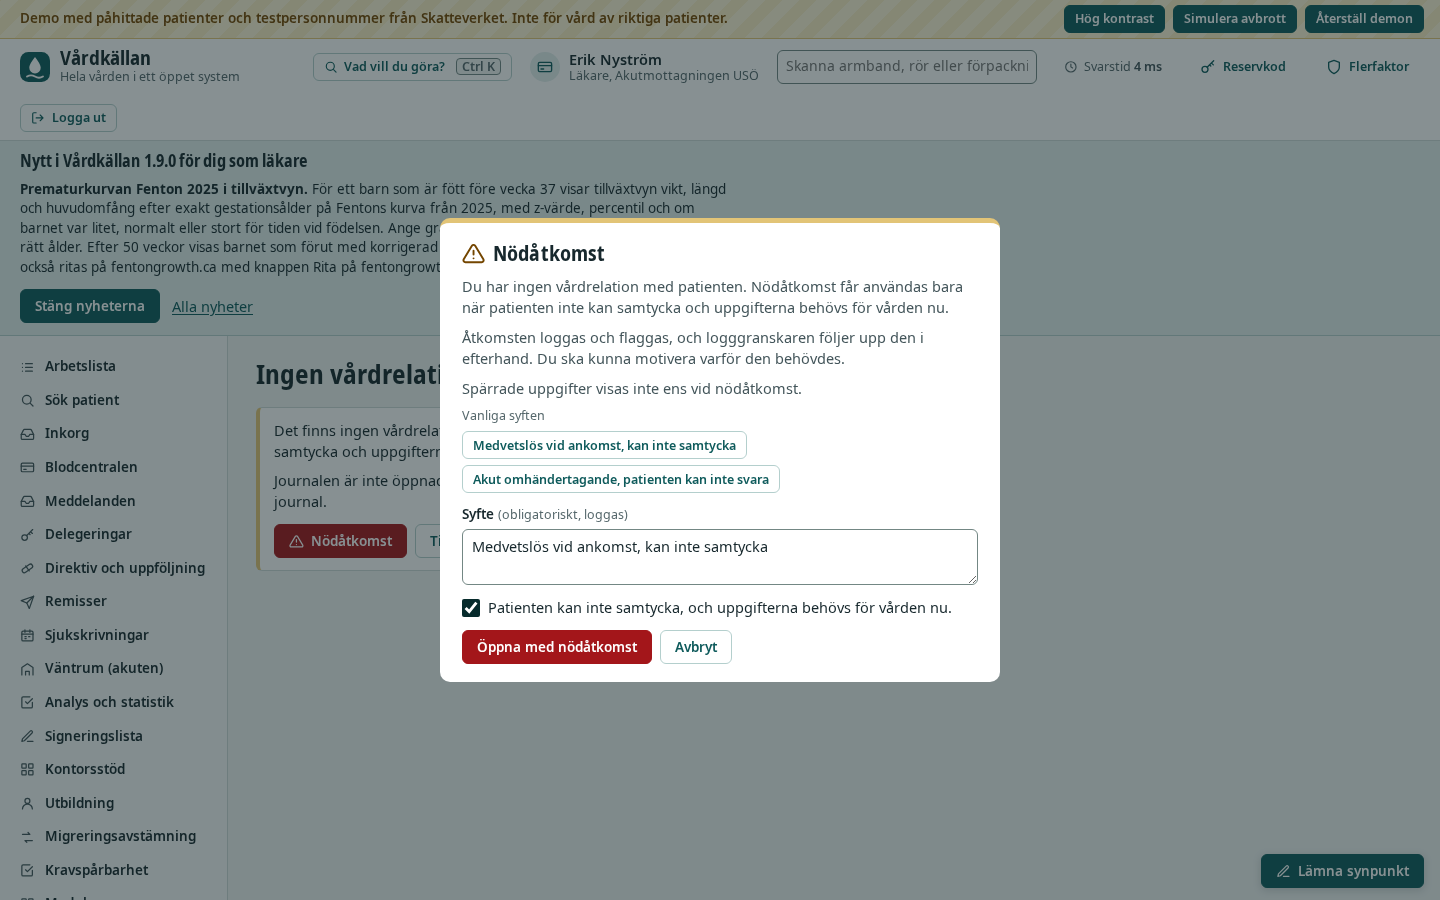 Demo med påhittade patienter och testpersonnummer från Skatteverket. Inte för vård av riktiga patienter.
Hög kontrast
Simulera avbrott
Återställ demon
Vårdkällan
Hela vården i ett öppet system
Vad vill du göra? Ctrl K
Erik Nyström
Läkare, Akutmottagningen USÖ
Skanna armband, rör eller förpackni
Svarstid 4 ms
Reservkod
Flerfaktor
Logga ut
Nytt i Vårdkällan 1.9.0 för dig som läkare
Prematurkurvan Fenton 2025 i tillväxtvyn. För ett barn som är fött före vecka 37 visar tillväxtvyn vikt, längd
och huvudomfång efter exakt gestationsålder på Fentons kurva från 2025, med z-värde, percentil och om
barnet var litet, normalt eller stort för tiden vid födelsen. Ange
rätt ålder. Efter 50 veckor visas barnet som förut med korrigerad
också ritas på fentongrowth.ca med knappen Rita på
Stäng nyheterna
Alla nyheter
Arbetslista
Sök patient
Inkorg
Blodcentralen
Meddelanden
Delegeringar
Direktiv och uppföljning
Remisser
Sjukskrivningar
Väntrum (akuten)
Analys och statistik
Signeringslista
Kontorsstöd
Utbildning
Migreringsavstämning
Kravspårbarhet
Ingen
Det finns ingen
samtycka och
Journalen är inte
journal.
Nödåtkomst
Nödåtkomst
Du har ingen vårdrelation med patienten. Nödåtkomst får användas bara
när patienten inte kan samtycka och uppgifterna behövs för vården nu.
Åtkomsten loggas och flaggas, och logggranskaren följer upp den i
efterhand. Du ska kunna motivera varför den behövdes.
Spärrade uppgifter visas inte ens vid nödåtkomst.
Vanliga syften
Medvetslös vid ankomst, kan inte samtycka
Akut omhändertagande, patienten kan inte svara
Syfte (obligatoriskt, loggas)
Medvetslös vid ankomst, kan inte samtycka
Patienten kan inte samtycka, och uppgifterna behövs för vården nu.
Öppna med nödåtkomst
Avbryt
Lämna synpunkt